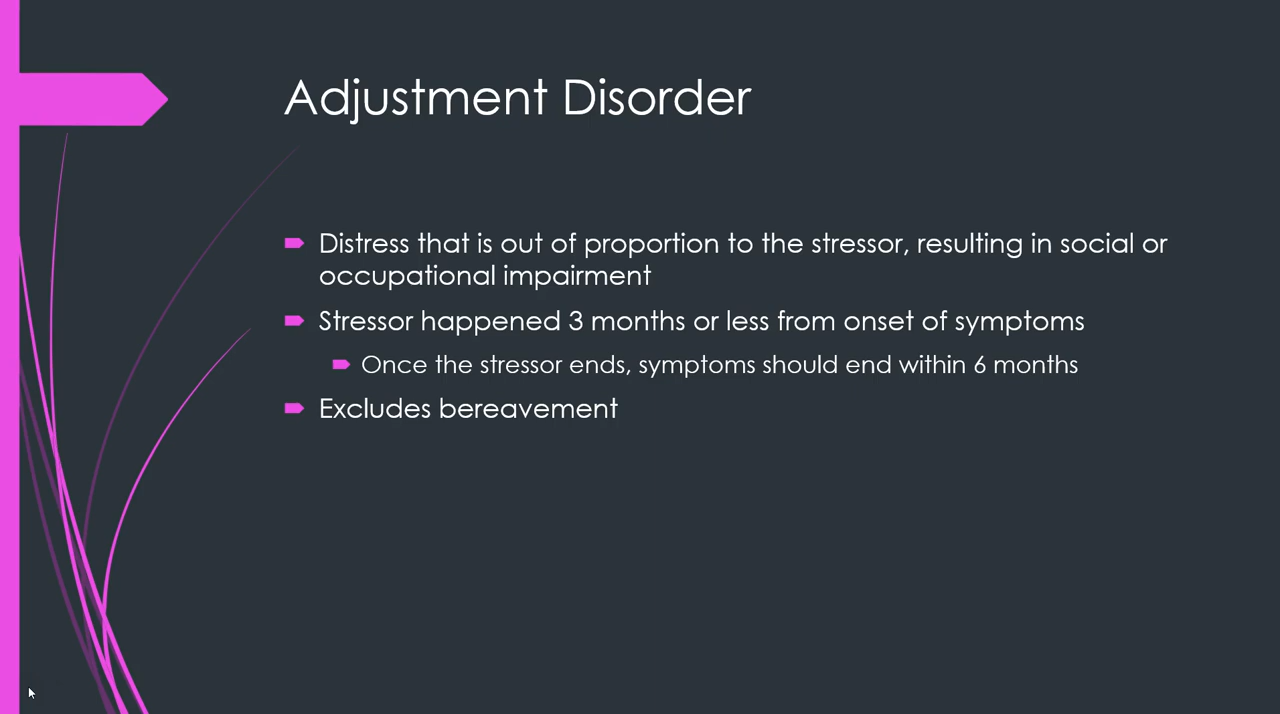 Adjustment Disorder
Distress that is out of proportion to the stressor, resulting in social or
occupational impairment
Stressor happened 3 months or less from onset of symptoms
Once the stressor ends, symptoms should end within 6 months
Excludes bereavement